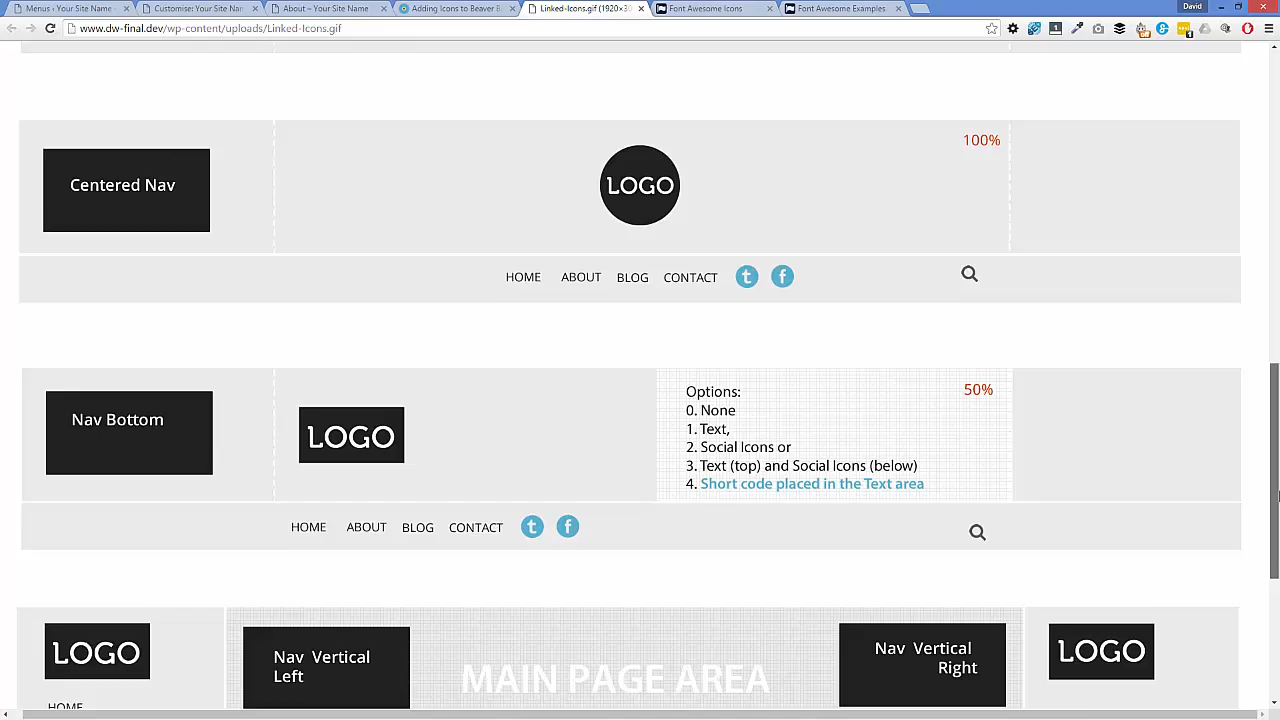 Menus ‹ Your Site Name -
Customise: Your Site Nam
About – Your Site Name
Adding Icons to Beaver B
Linked-Icons.gif (1920×3
Font Awesome Icons
Font Awesome Examples
David
www.dw-final.dev/wp-content/uploads/Linked-Icons.gif
100%
Centered Nav
LOGO
HOME ABOUT BLOG CONTACT t f
Options:
50%
0. None
Nav Bottom
1. Text,
LOGO
2. Social Icons or
3. Text (top) and Social Icons (below)
4. Short code placed in the Text area
HOME ABOUT BLOG CONTACT t f
LOGO
Nav Vertical
Left
MAIN PAGE AREA
Nav Vertical
Right
LOGO
HOME